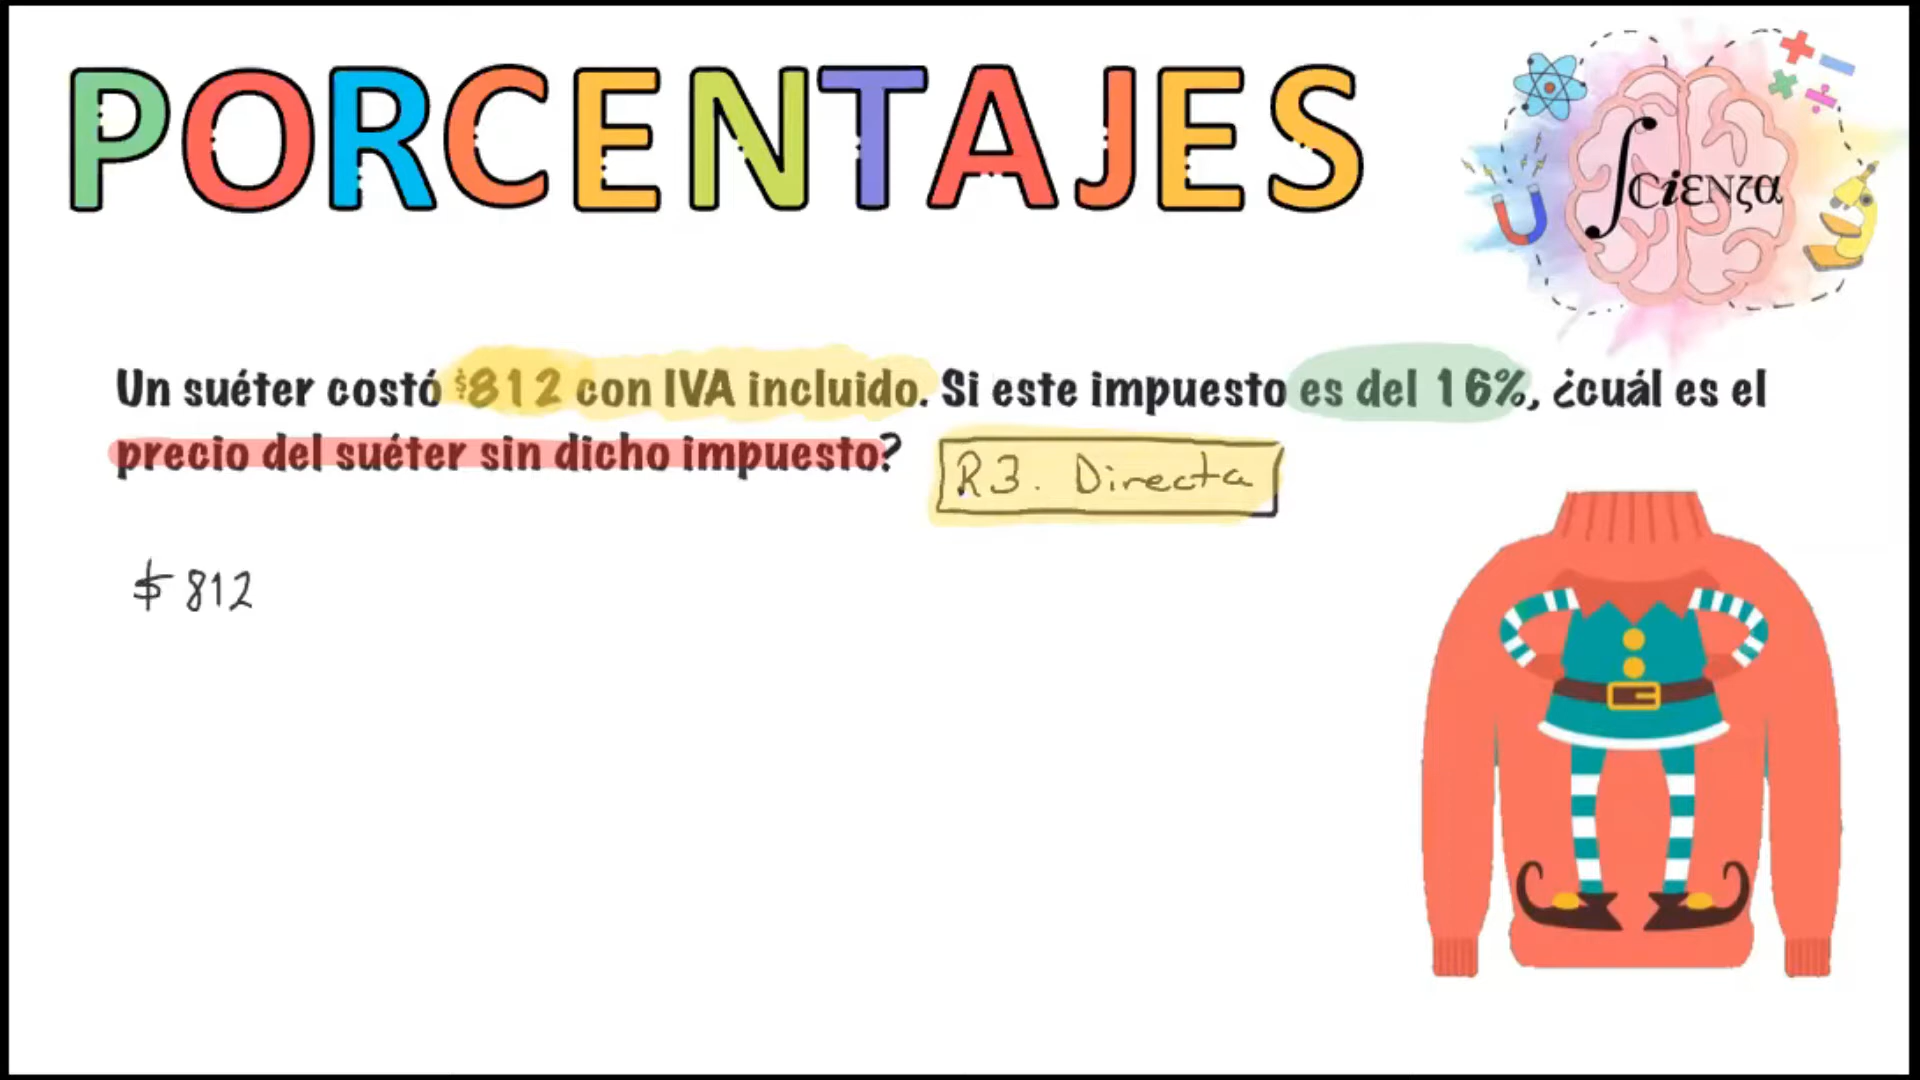 PORCENTAJES
∫CiENζα
Un suéter costó $812 con IVA incluido. Si este impuesto es del 16%, ¿cuál es el
precio del suéter sin dicho impuesto?
R3. Directa
$ 812